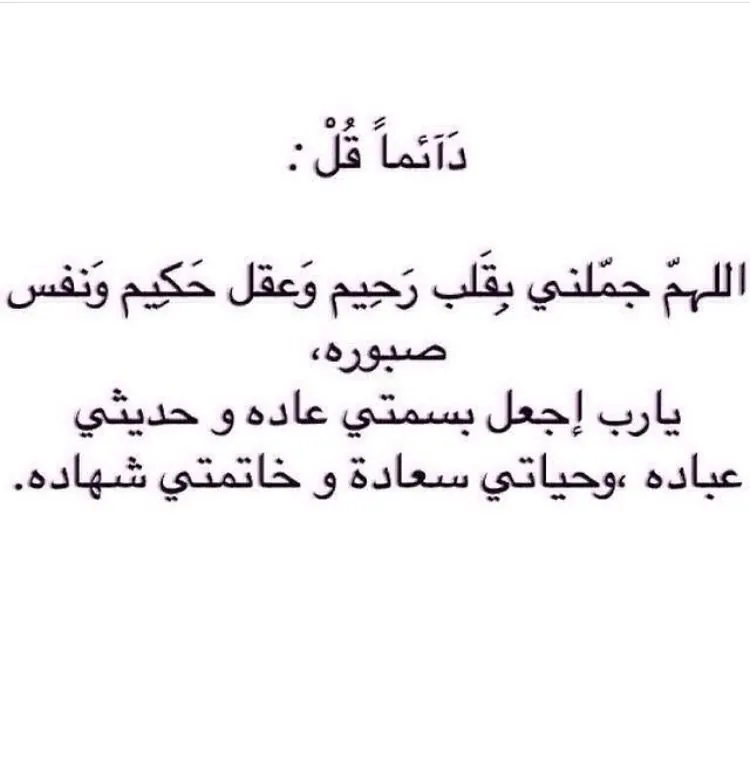 دَآئماً قُلْ :
اللهمّ جمّلني بِقَلب رَحِيم وَعقل حَكِيم وَنفس
صبوره،
يارب إجعل بسمتي عاده و حديثي
عباده ،وحياتي سعادة و خاتمتي شهاده.